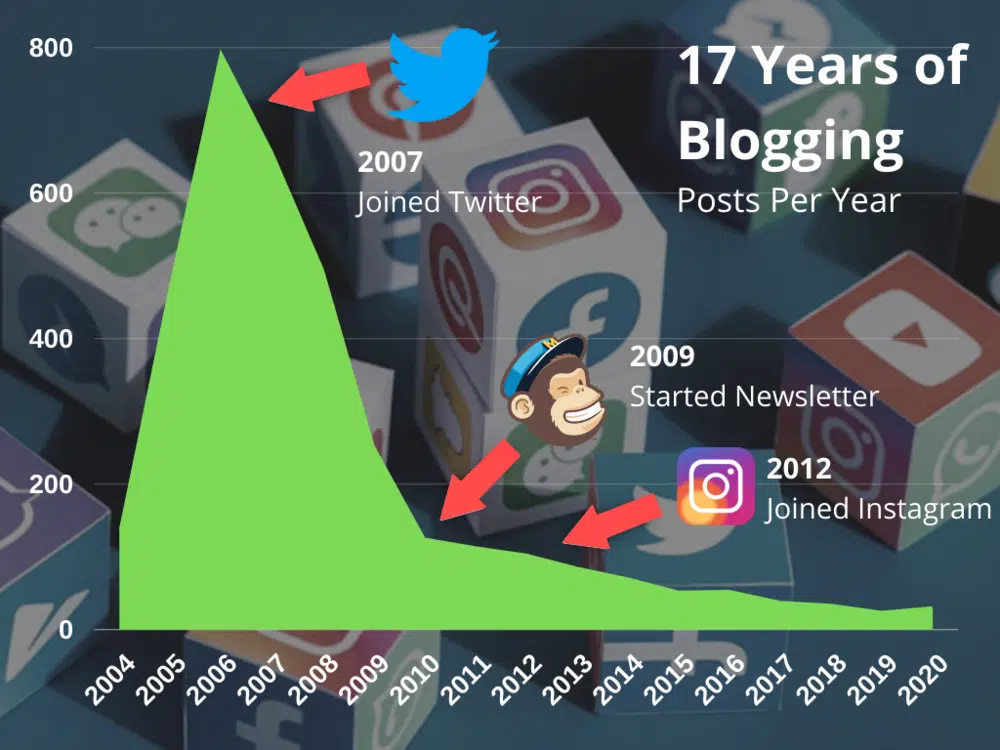 17 Years of
Blogging
Posts Per Year
800
600
400
200
0
2007
Joined Twitter
2009
Started Newsletter
2012
Joined Instagram
2004 2005 2006 2007 2008 2009 2010 2011 2012 2013 2014 2015 2016 2017 2018 2019 2020